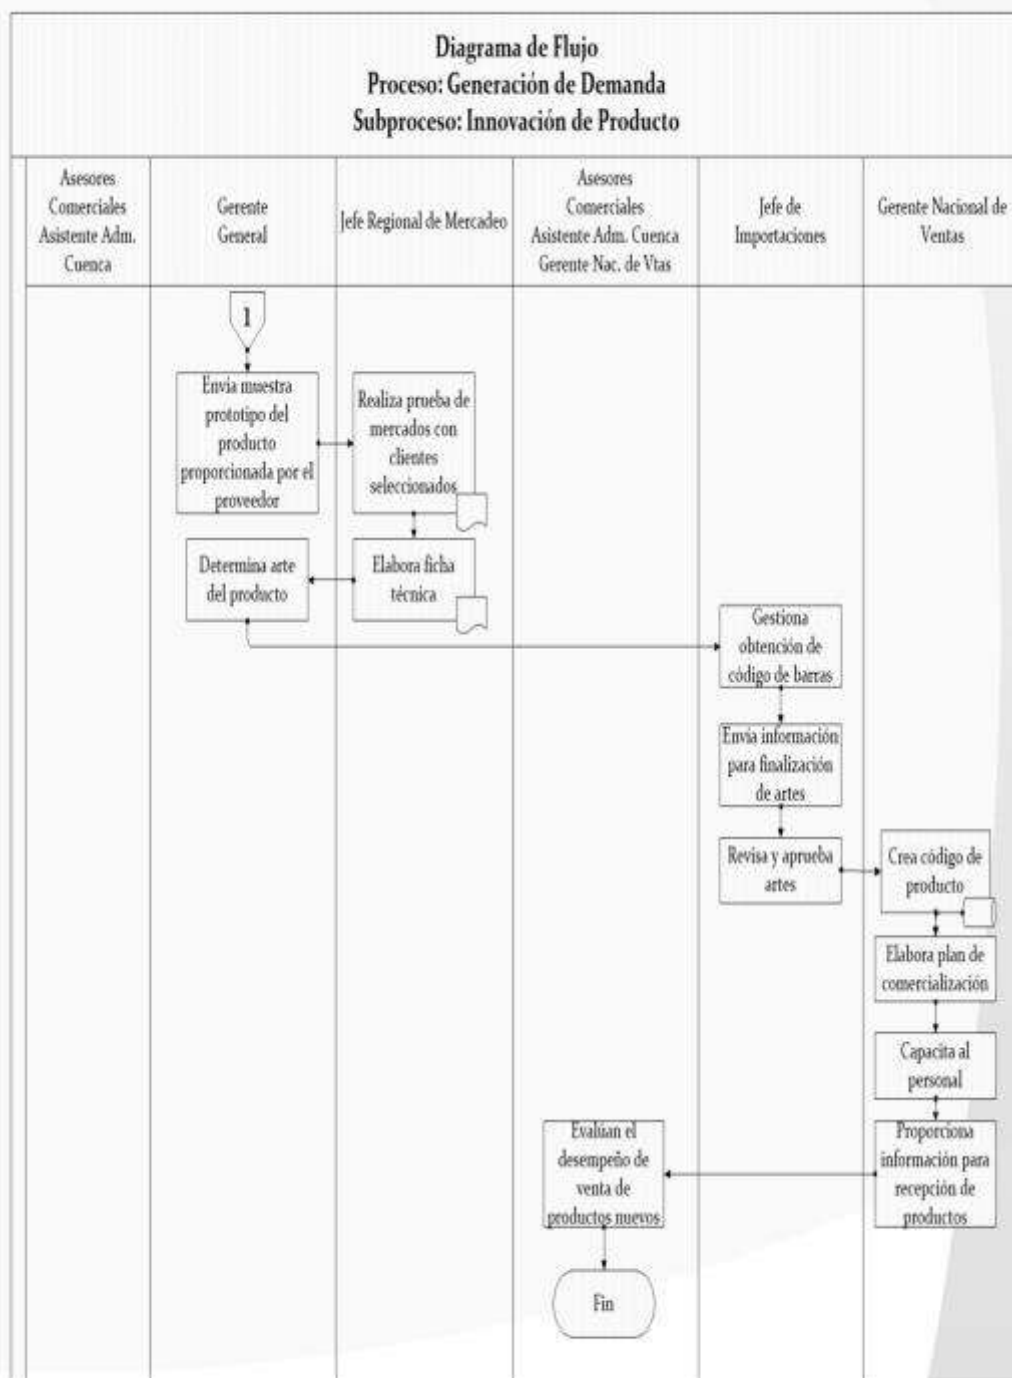 Diagrama de Flujo
Proceso: Generación de Demanda
Subproceso: Innovación de Producto
Asesores
Comerciales
Asistente Adm.
Cuenca
Gerente
General
Jefe Regional de Mercadeo
Asesores
Comerciales
Asistente Adm. Cuenca
Gerente Nac. de Vtas
Jefe de
Importaciones
Gerente Nacional de
Ventas
1
Envia muestra
prototipo del
producto
proporcionada por el
proveedor
Realiza prueba de
mercados con
clientes
seleccionados
Determina arte
del producto
Elabora ficha
técnica
Gestiona
obtención de
código de barras
Envia información
para finalización
de artes
Revisa y aprueba
artes
Crea código de
producto
Elabora plan de
comercialización
Capacita al
personal
Proporciona
información para
recepción de
productos
Evalúan el
desempeño de
venta de
productos nuevos
Fin